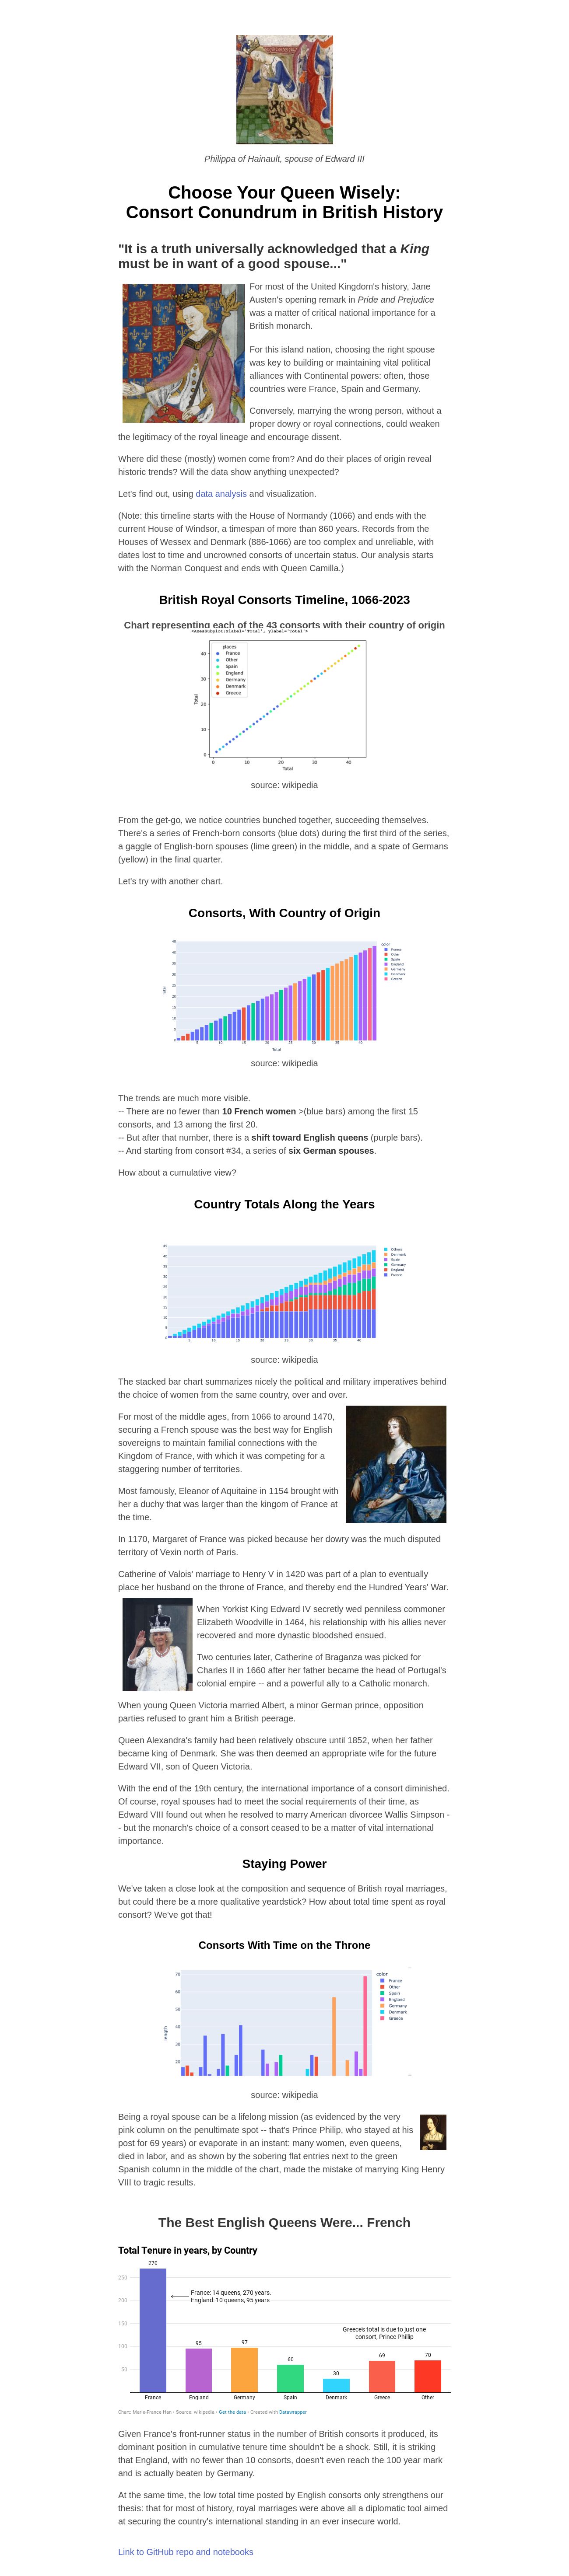 Philippa of Hainault, spouse of Edward III
Choose Your Queen Wisely:
Consort Conundrum in British History
"It is a truth universally acknowledged that a King
must be in want of a good spouse..."
For most of the United Kingdom's history, Jane
Austen's opening remark in Pride and Prejudice
was a matter of critical national importance for a
British monarch.
For this island nation, choosing the right spouse
was key to building or maintaining vital political
alliances with Continental powers: often, those
countries were France, Spain and Germany.
Conversely, marrying the wrong person, without a
proper dowry or royal connections, could weaken
the legitimacy of the royal lineage and encourage dissent.
Where did these (mostly) women come from? And do their places of origin reveal
historic trends? Will the data show anything unexpected?
Let's find out, using data analysis and visualization.
(Note: this timeline starts with the House of Normandy (1066) and ends with the
current House of Windsor, a timespan of more than 860 years. Records from the
Houses of Wessex and Denmark (886-1066) are too complex and unreliable, with
dates lost to time and uncrowned consorts of uncertain status. Our analysis starts
with the Norman Conquest and ends with Queen Camilla.)
British Royal Consorts Timeline, 1066-2023
Chart representing each of the 43 consorts with their country of origin
<AxesSubplot:xlabel='Total', ylabel='Total'>
places
France
Other
Spain
England
Germany
Denmark
Greece
40
30
20
10
0
Total
0 10 20 30 40
Total
source: wikipedia
From the get-go, we notice countries bunched together, succeeding themselves.
There's a series of French-born consorts (blue dots) during the first third of the series,
a gaggle of English-born spouses (lime green) in the middle, and a spate of Germans
(yellow) in the final quarter.
Let's try with another chart.
Consorts, With Country of Origin
color
France
Other
Spain
England
Germany
Denmark
Greece
45
40
35
30
25
20
15
10
5
0
Total
5 10 15 20 25 30 35 40
Total
source: wikipedia
The trends are much more visible.
-- There are no fewer than 10 French women >(blue bars) among the first 15
consorts, and 13 among the first 20.
-- But after that number, there is a shift toward English queens (purple bars).
-- And starting from consort #34, a series of six German spouses.
How about a cumulative view?
Country Totals Along the Years
Others
Denmark
Spain
Germany
England
France
45
40
35
30
25
20
15
10
5
0
5 10 15 20 25 30 35 40
source: wikipedia
The stacked bar chart summarizes nicely the political and military imperatives behind
the choice of women from the same country, over and over.
For most of the middle ages, from 1066 to around 1470,
securing a French spouse was the best way for English
sovereigns to maintain familial connections with the
Kingdom of France, with which it was competing for a
staggering number of territories.
Most famously, Eleanor of Aquitaine in 1154 brought with
her a duchy that was larger than the kingom of France at
the time.
In 1170, Margaret of France was picked because her dowry was the much disputed
territory of Vexin north of Paris.
Catherine of Valois' marriage to Henry V in 1420 was part of a plan to eventually
place her husband on the throne of France, and thereby end the Hundred Years' War.
When Yorkist King Edward IV secretly wed penniless commoner
Elizabeth Woodville in 1464, his relationship with his allies never
recovered and more dynastic bloodshed ensued.
Two centuries later, Catherine of Braganza was picked for
Charles II in 1660 after her father became the head of Portugal's
colonial empire -- and a powerful ally to a Catholic monarch.
When young Queen Victoria married Albert, a minor German prince, opposition
parties refused to grant him a British peerage.
Queen Alexandra's family had been relatively obscure until 1852, when her father
became king of Denmark. She was then deemed an appropriate wife for the future
Edward VII, son of Queen Victoria.
With the end of the 19th century, the international importance of a consort diminished.
Of course, royal spouses had to meet the social requirements of their time, as
Edward VIII found out when he resolved to marry American divorcee Wallis Simpson -
- but the monarch's choice of a consort ceased to be a matter of vital international
importance.
Staying Power
We've taken a close look at the composition and sequence of British royal marriages,
but could there be a more qualitative yeardstick? How about total time spent as royal
consort? We've got that!
Consorts With Time on the Throne
color
France
Other
Spain
England
Germany
Denmark
Greece
70
60
50
40
30
20
length
source: wikipedia
Being a royal spouse can be a lifelong mission (as evidenced by the very
pink column on the penultimate spot -- that's Prince Philip, who stayed at his
post for 69 years) or evaporate in an instant: many women, even queens,
died in labor, and as shown by the sobering flat entries next to the green
Spanish column in the middle of the chart, made the mistake of marrying King Henry
VIII to tragic results.
The Best English Queens Were... French
Total Tenure in years, by Country
270
250
200
150
100
50
France: 14 queens, 270 years.
England: 10 queens, 95 years
Greece's total is due to just one
consort, Prince Phillip
95
97
60
30
69
70
France England Germany Spain Denmark Greece Other
Chart: Marie-France Han • Source: wikipedia • Get the data • Created with Datawrapper
Given France's front-runner status in the number of British consorts it produced, its
dominant position in cumulative tenure time shouldn't be a shock. Still, it is striking
that England, with no fewer than 10 consorts, doesn't even reach the 100 year mark
and is actually beaten by Germany.
At the same time, the low total time posted by English consorts only strengthens our
thesis: that for most of history, royal marriages were above all a diplomatic tool aimed
at securing the country's international standing in an ever insecure world.
Link to GitHub repo and notebooks